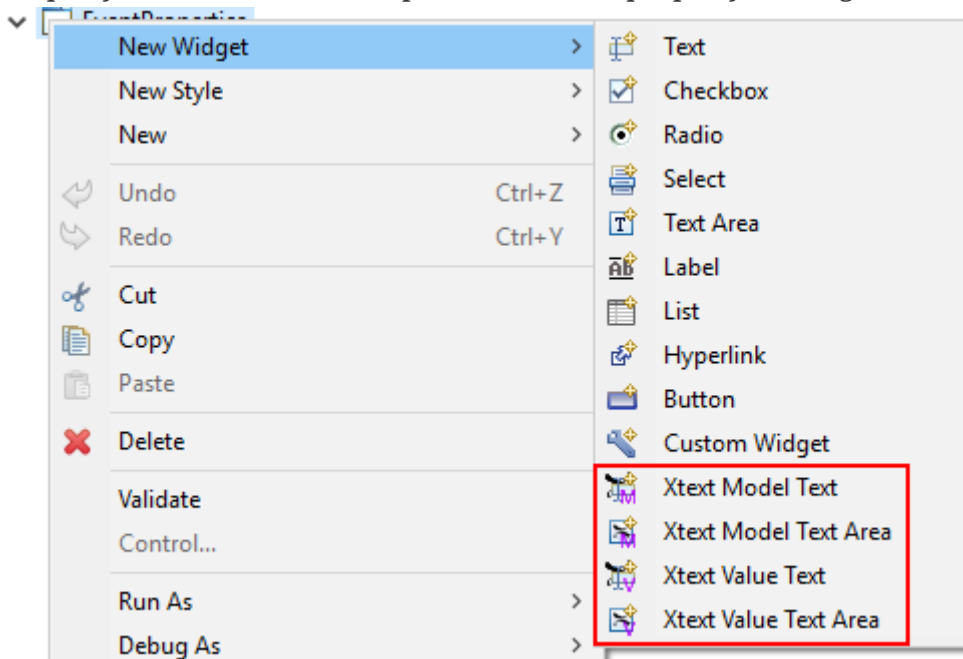 New Widget
New Style
New
Undo Ctrl+Z
Redo Ctrl+Y
Cut
Copy
Paste
Delete
Validate
Control...
Run As
Debug As
Text
Checkbox
Radio
Select
Text Area
Label
List
Hyperlink
Button
Custom Widget
Xtext Model Text
Xtext Model Text Area
Xtext Value Text
Xtext Value Text Area